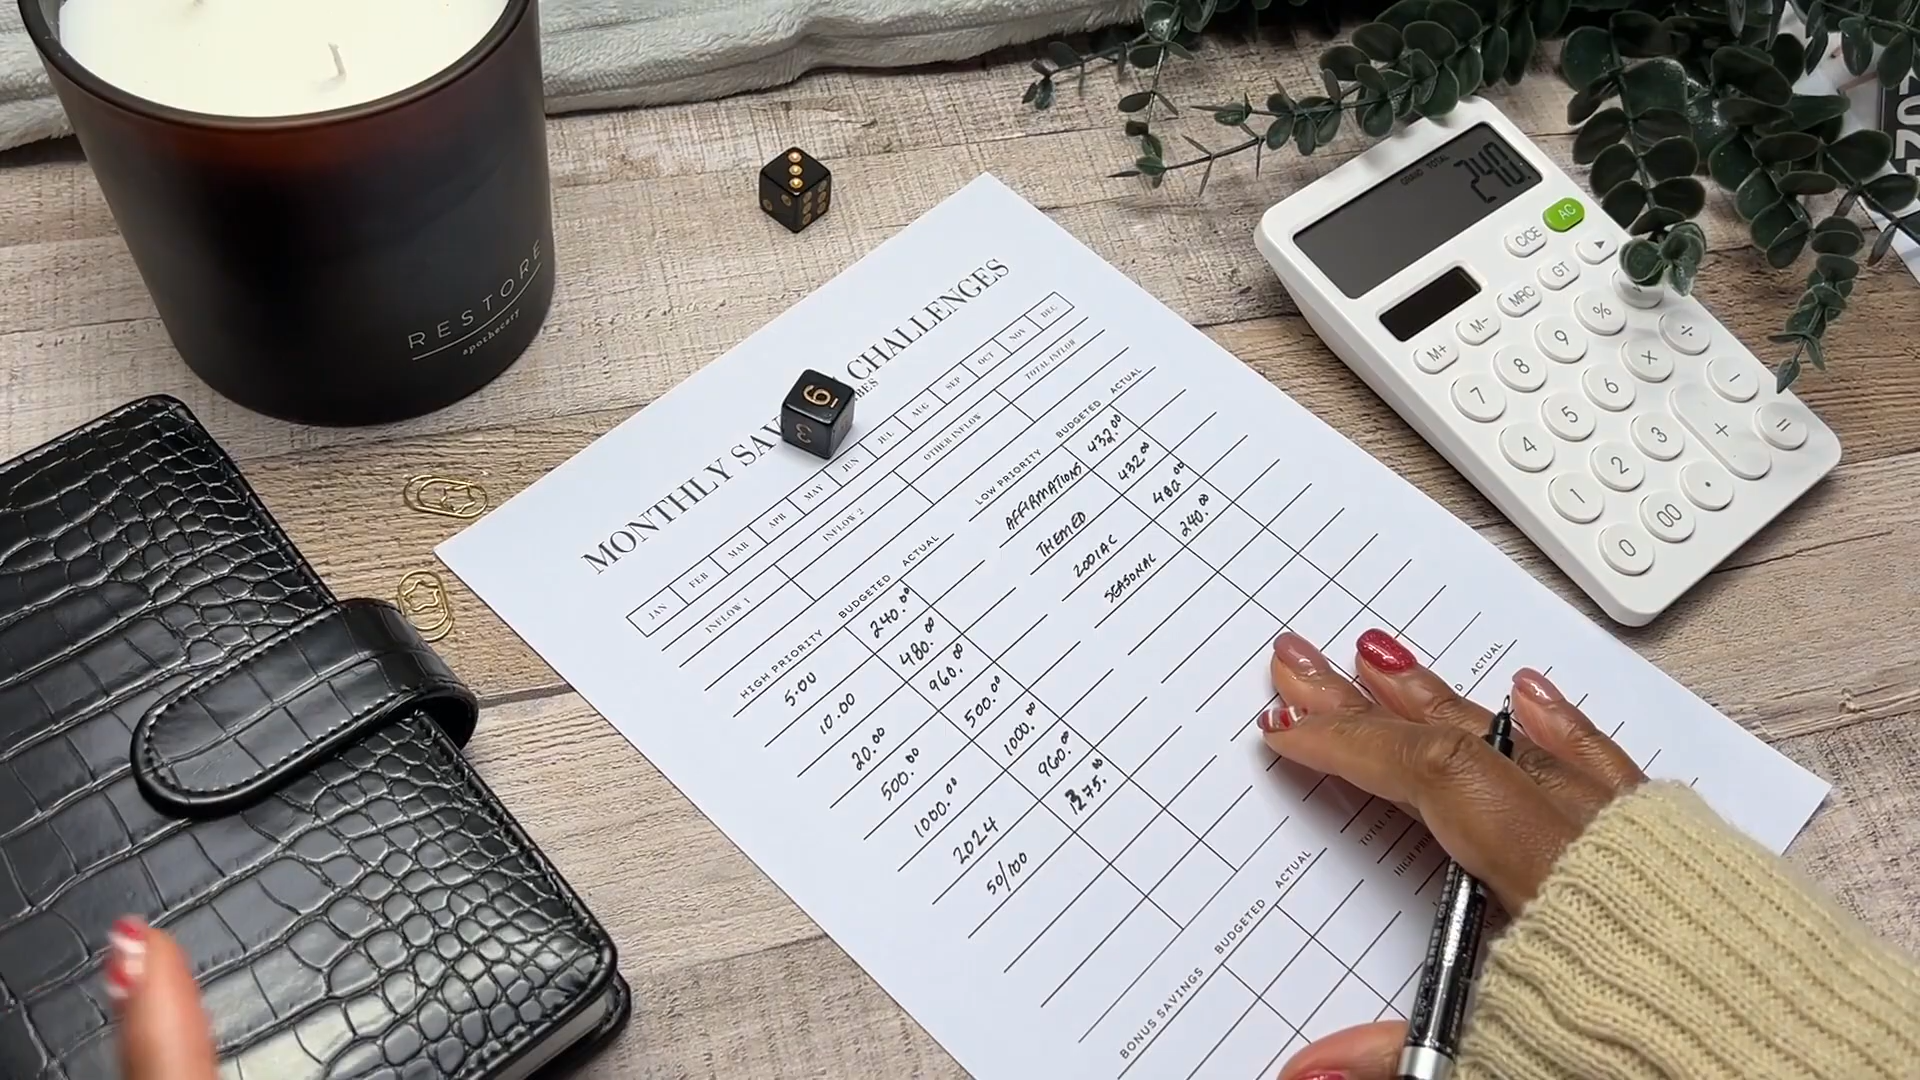 RESTORE
apothecary
GRAND TOTAL
240.
AC
C/CE
GT
MRC
M-
M+
%
÷
7 8 9 × −
4 5 6 +
1 2 3 =
0 00 .
MONTHLY SAV CHALLENGES
JAN FEB MAR APR MAY JUN JUL AUG SEP OCT NOV DEC
INFLOW 1 INFLOW 2 OTHER INFLOW TOTAL INFLOW
HIGH PRIORITY BUDGETED ACTUAL
5.00 240.00
10.00 480.00
20.00 960.00
500.00 500.00
1000.00 1000.00
2024 960.00
50/100
LOW PRIORITY BUDGETED ACTUAL
AFFIRMATIONS 432.00
THEMED 432.00
ZODIAC 480.00
SEASONAL 240.00
ACTUAL
BONUS SAVINGS BUDGETED ACTUAL
6
3